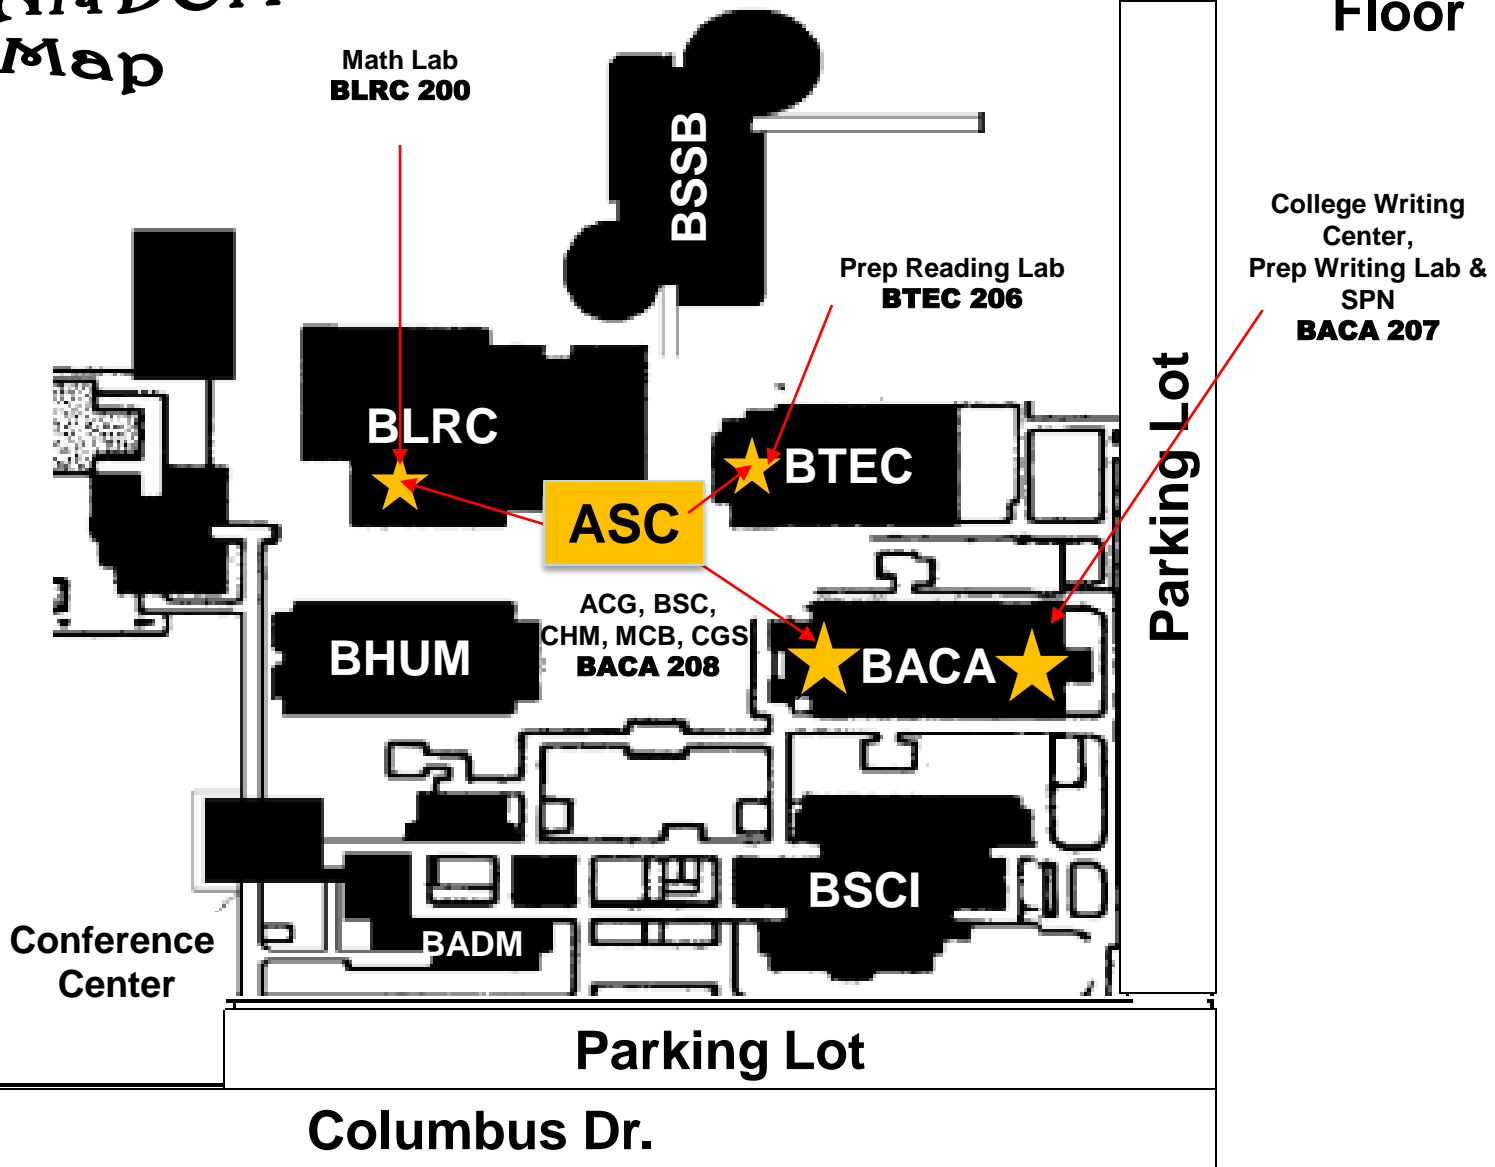 Map
Floor
Math Lab
BLRC 200
BSSB
College Writing
Center,
Prep Writing Lab &
SPN
BACA 207
Prep Reading Lab
BTEC 206
Parking Lot
BLRC
BTEC
ASC
ACG, BSC,
CHM, MCB, CGS
BACA 208
BHUM
BACA
BSCI
BADM
Conference
Center
Parking Lot
Columbus Dr.